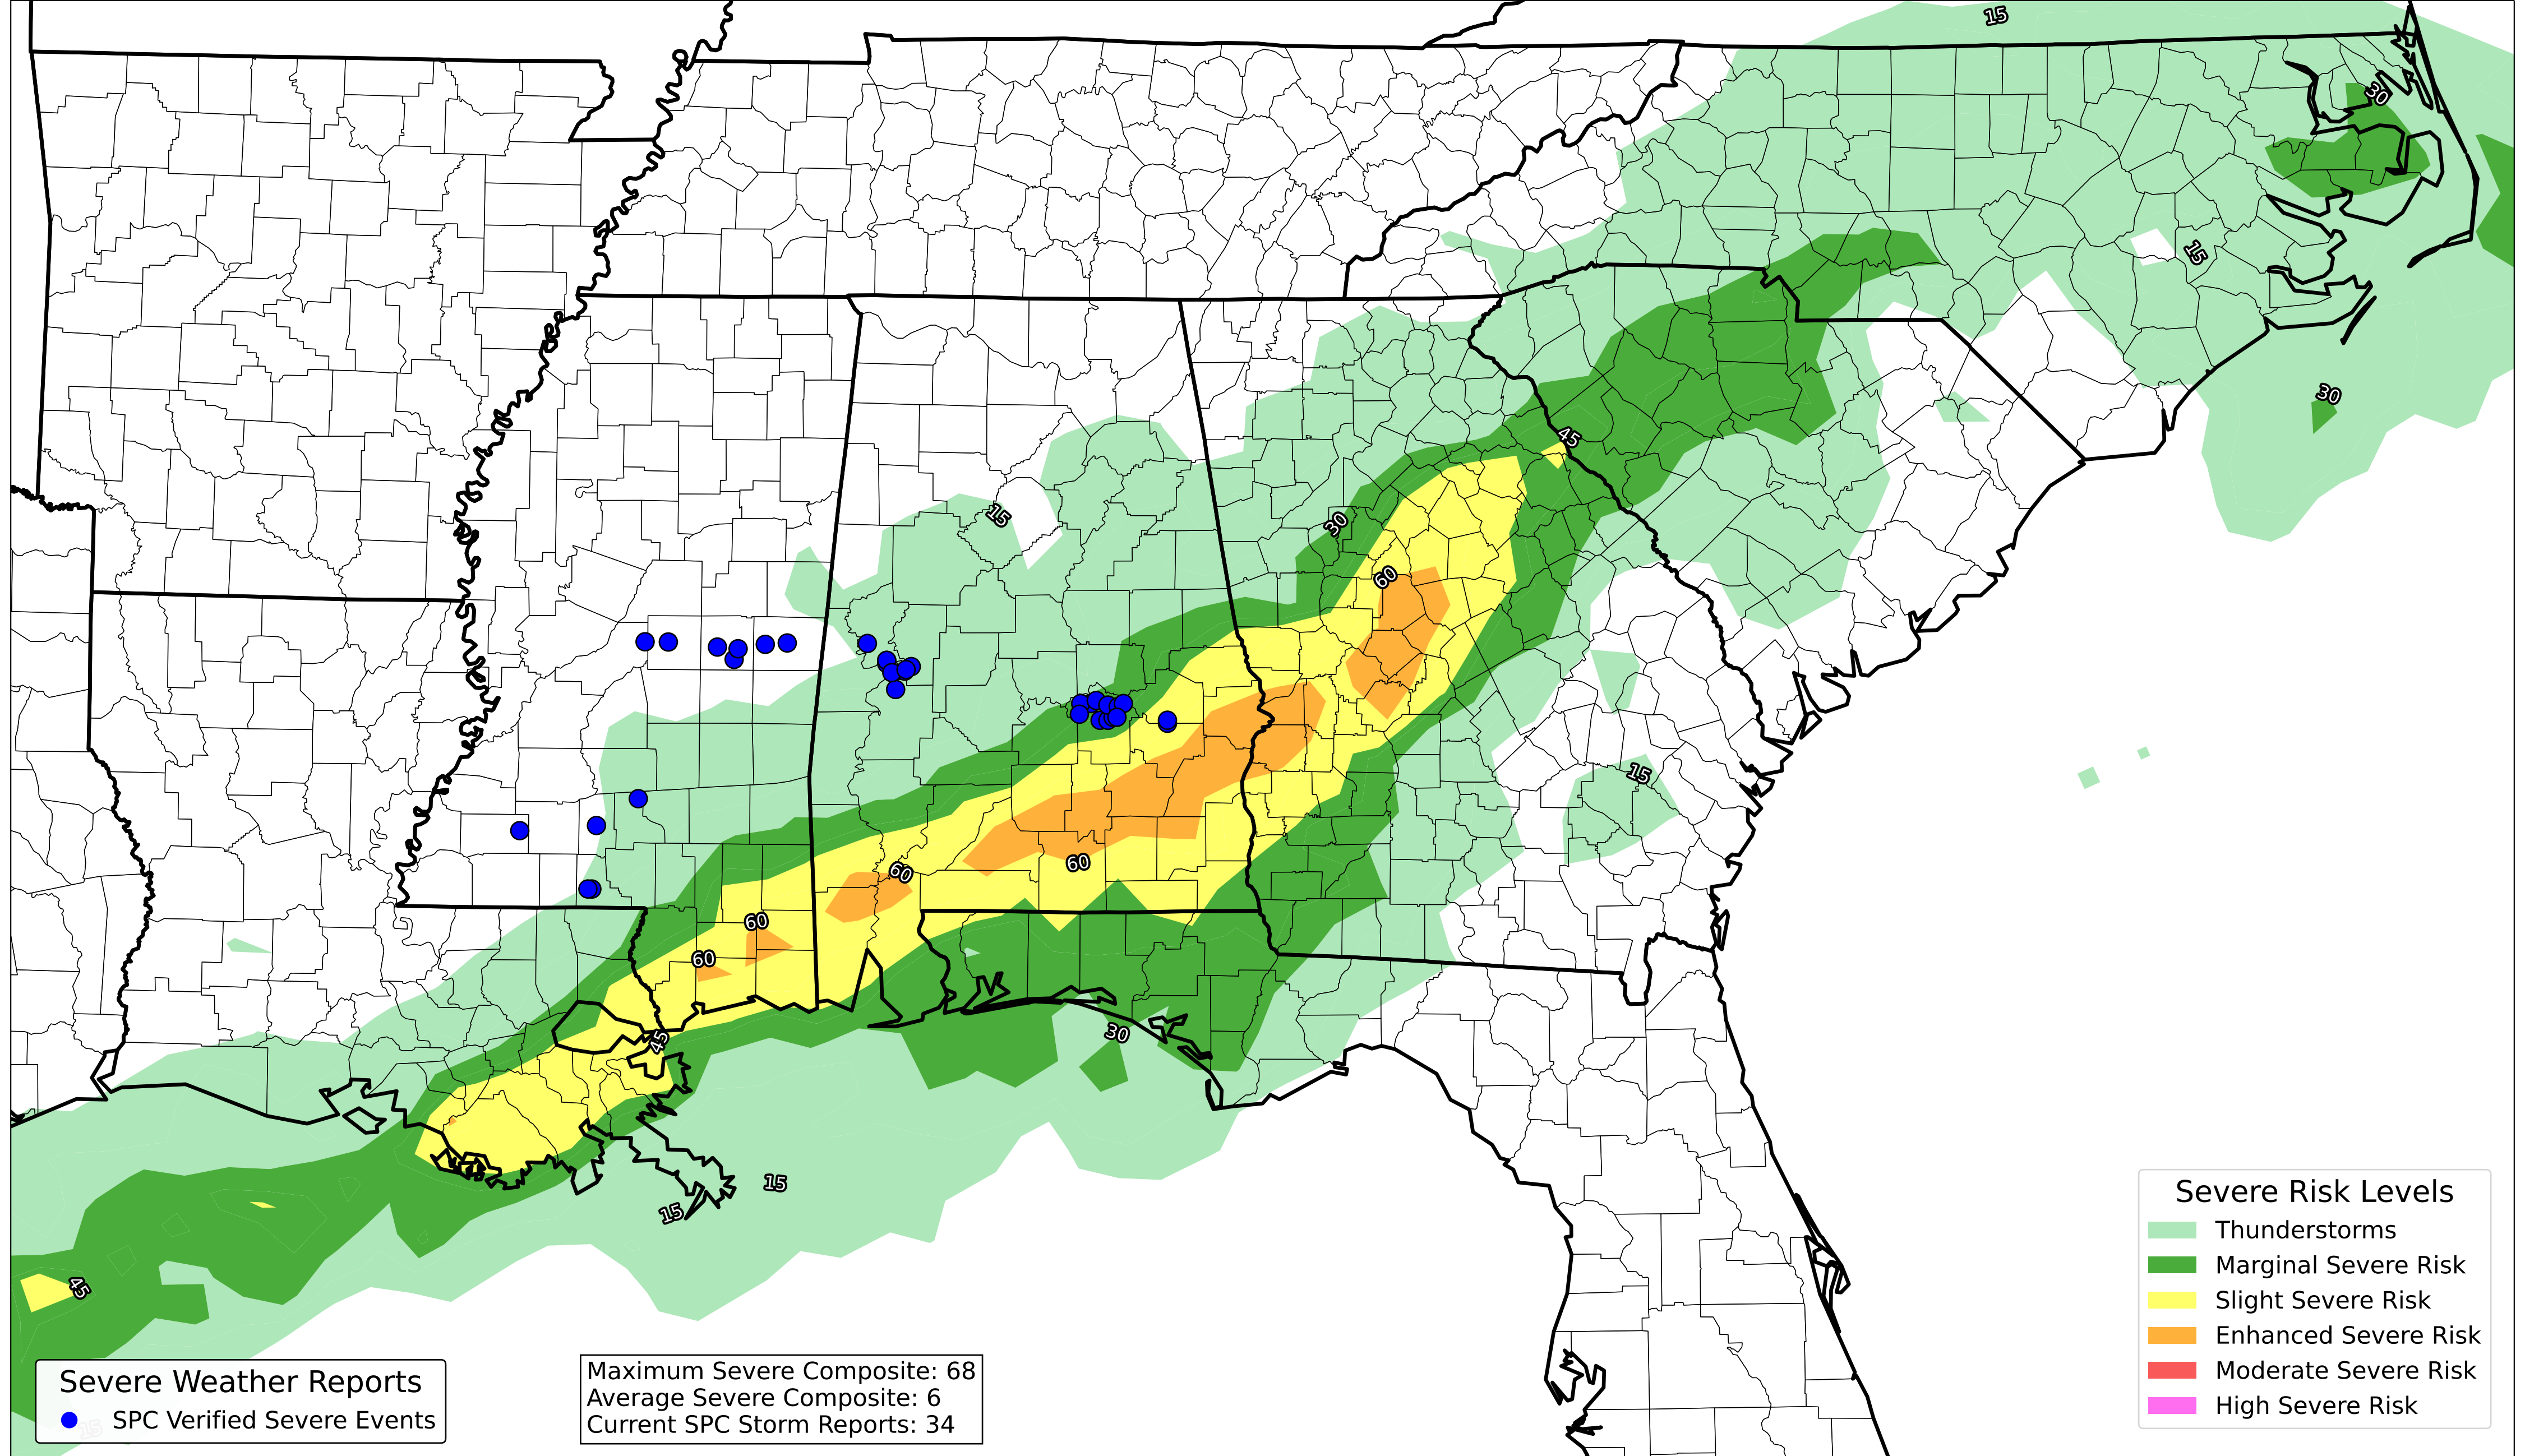 15
30
15
30
45
15
30
60
15
60
60
60
60
45
30
15
15
45
15
Severe Weather Reports
SPC Verified Severe Events
Maximum Severe Composite: 68
Average Severe Composite: 6
Current SPC Storm Reports: 34
Severe Risk Levels
Thunderstorms
Marginal Severe Risk
Slight Severe Risk
Enhanced Severe Risk
Moderate Severe Risk
High Severe Risk